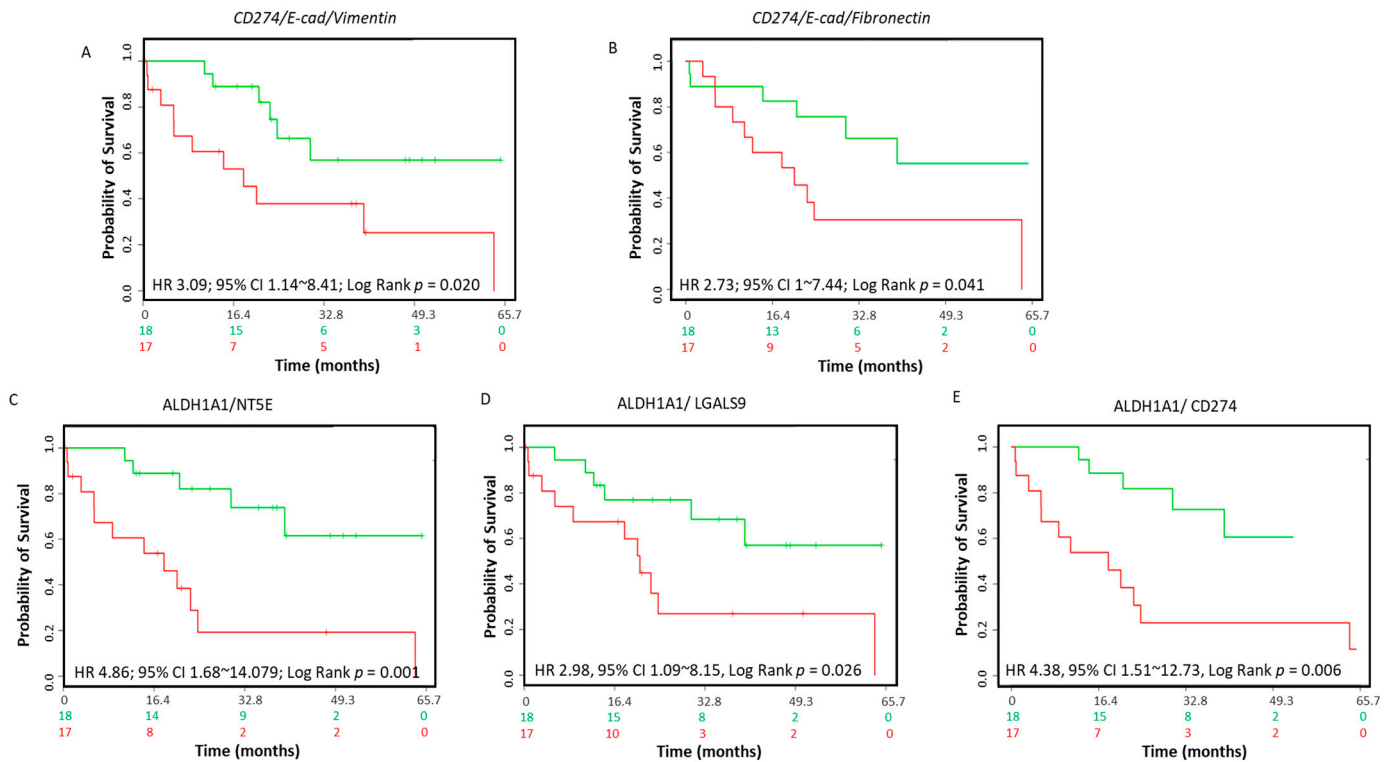 CD274/E-cad/Vimentin
A
Probability of Survival
1.0
0.8
0.6
0.4
0.2
0.0
HR 3.09; 95% CI 1.14~8.41; Log Rank p = 0.020
0 16.4 32.8 49.3 65.7
18 15 6 3 0
17 7 5 1 0
Time (months)
CD274/E-cad/Fibronectin
B
Probability of Survival
1.0
0.8
0.6
0.4
0.2
0.0
HR 2.73; 95% CI 1~7.44; Log Rank p = 0.041
0 16.4 32.8 49.3 65.7
18 13 6 2 0
17 9 5 2 0
Time (months)
C
ALDH1A1/NT5E
Probability of Survival
1.0
0.8
0.6
0.4
0.2
0.0
HR 4.86; 95% CI 1.68~14.079; Log Rank p = 0.001
0 16.4 32.8 49.3 65.7
18 14 9 2 0
17 8 2 2 0
Time (months)
D
ALDH1A1/ LGALS9
Probability of Survival
1.0
0.8
0.6
0.4
0.2
0.0
HR 2.98, 95% CI 1.09~8.15, Log Rank p = 0.026
0 16.4 32.8 49.3 65.7
18 15 8 2 0
17 10 3 2 0
Time (months)
E
ALDH1A1/ CD274
Probability of Survival
1.0
0.8
0.6
0.4
0.2
0.0
HR 4.38, 95% CI 1.51~12.73, Log Rank p = 0.006
0 16.4 32.8 49.3 65.7
18 15 8 2 0
17 7 3 2 0
Time (months)